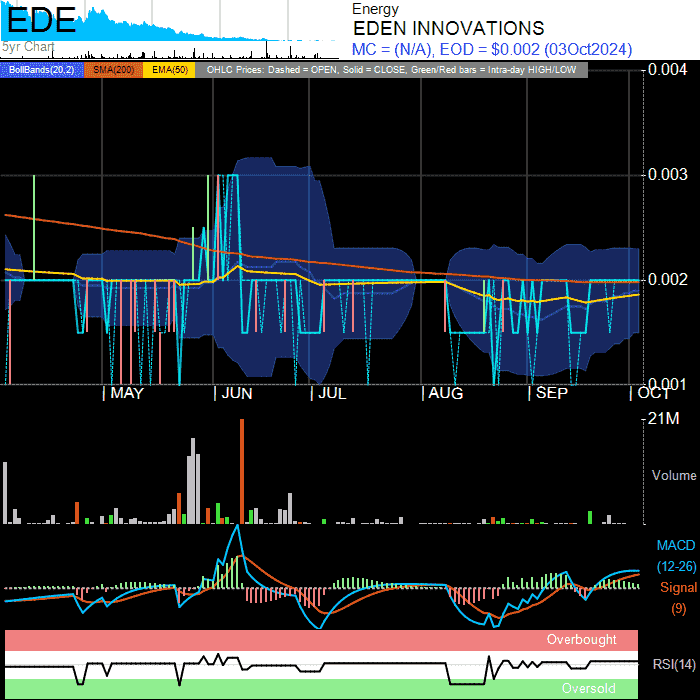 EDE
5yr Chart
Energy
EDEN INNOVATIONS
MC = (N/A), EOD = $0.002 (03Oct2024)
BollBands(20,2) SMA(200) EMA(50) OHLC Prices: Dashed = OPEN, Solid = CLOSE, Green/Red bars = Intra-day HIGH/LOW
0.004
0.003
0.002
0.001
MAY JUN JUL AUG SEP OCT
21M
Volume
MACD
(12-26)
Signal
(9)
Overbought
RSI(14)
Oversold